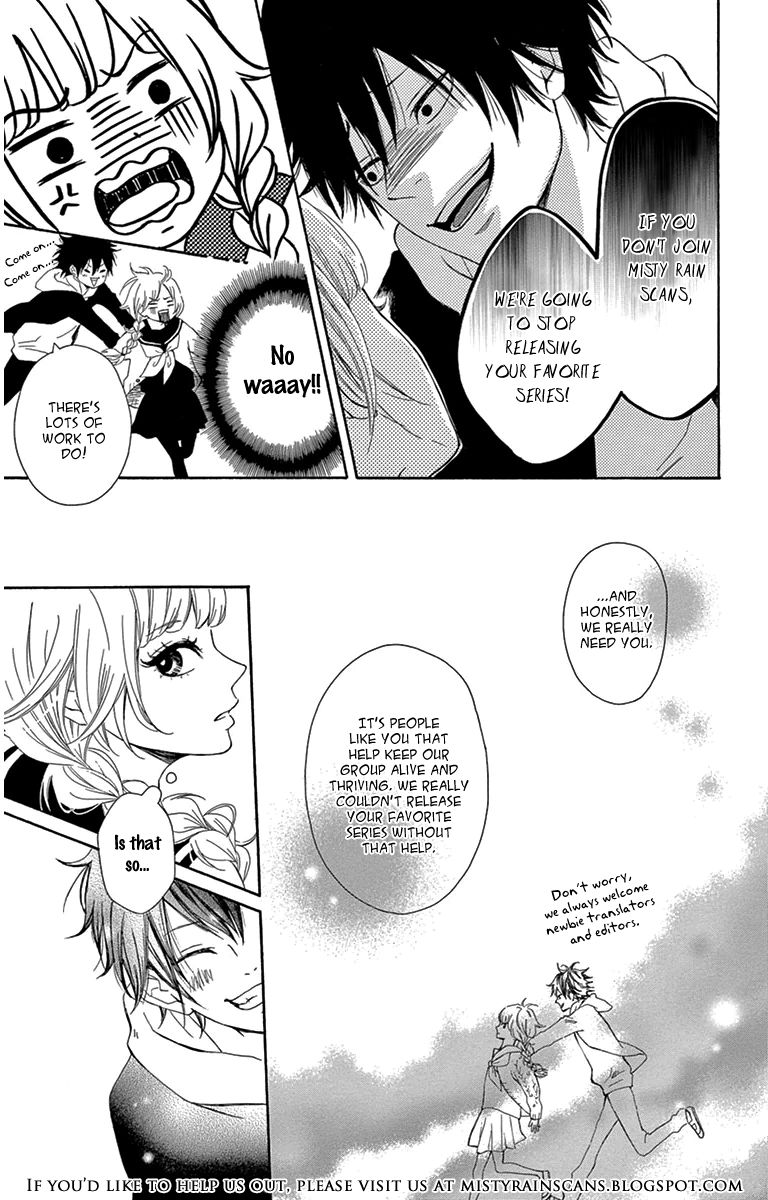 IF YOU
DON'T JOIN
MISTY RAIN
SCANS,
WE'RE GOING
TO STOP
RELEASING
YOUR FAVORITE
SERIES!
No
waaay!!
Come on...
Come on...
THERE'S
LOTS OF
WORK TO
DO!
...AND
HONESTLY,
WE REALLY
NEED YOU.
IT'S PEOPLE
LIKE YOU THAT
HELP KEEP OUR
GROUP ALIVE AND
THRIVING. WE REALLY
COULDN'T RELEASE
YOUR FAVORITE
SERIES WITHOUT
THAT HELP.
Is that
so...
Don't worry,
we always welcome
newbie translators
and editors.
IF YOU'D LIKE TO HELP US OUT, PLEASE VISIT US AT MISTYRAINSCANS.BLOGSPOT.COM